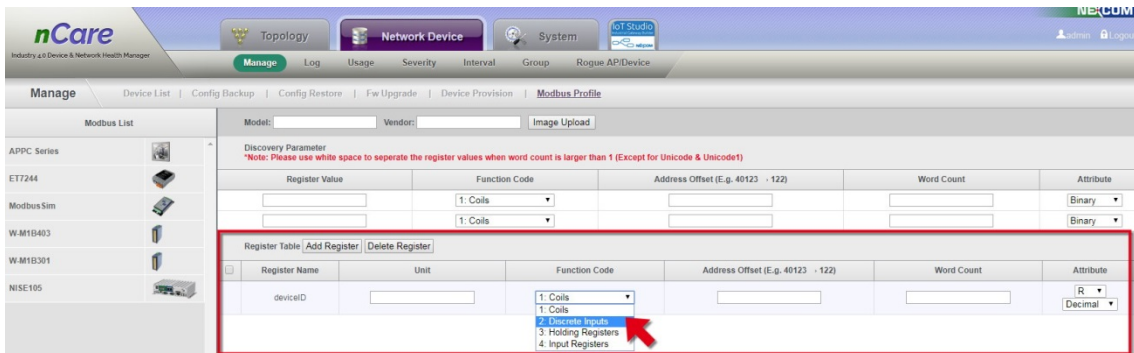 NE:COM
nCare
Industry 4.0 Device & Network Health Manager
Topology
Network Device
System
IoT Studio
admin
Logout
Manage
Log
Usage
Severity
Interval
Group
Rogue AP/Device
Manage
Device List | Config Backup | Config Restore | Fw Upgrade | Device Provision | Modbus Profile
Modbus List
APPC Series
ET7244
ModbusSim
W-M1B403
W-M1B301
NISE105
Model:
Vendor:
Image Upload
Discovery Parameter
*Note: Please use white space to seperate the register values when word count is larger than 1 (Except for Unicode & Unicode1)
Register Value
Function Code
Address Offset (E.g. 40123 → 122)
Word Count
Attribute
1: Coils
Binary
1: Coils
Binary
Register Table
Add Register
Delete Register
Register Name
Unit
Function Code
Address Offset (E.g. 40123 → 122)
Word Count
Attribute
deviceID
1: Coils
R
Decimal
1: Coils
2: Discrete Inputs
3: Holding Registers
4: Input Registers